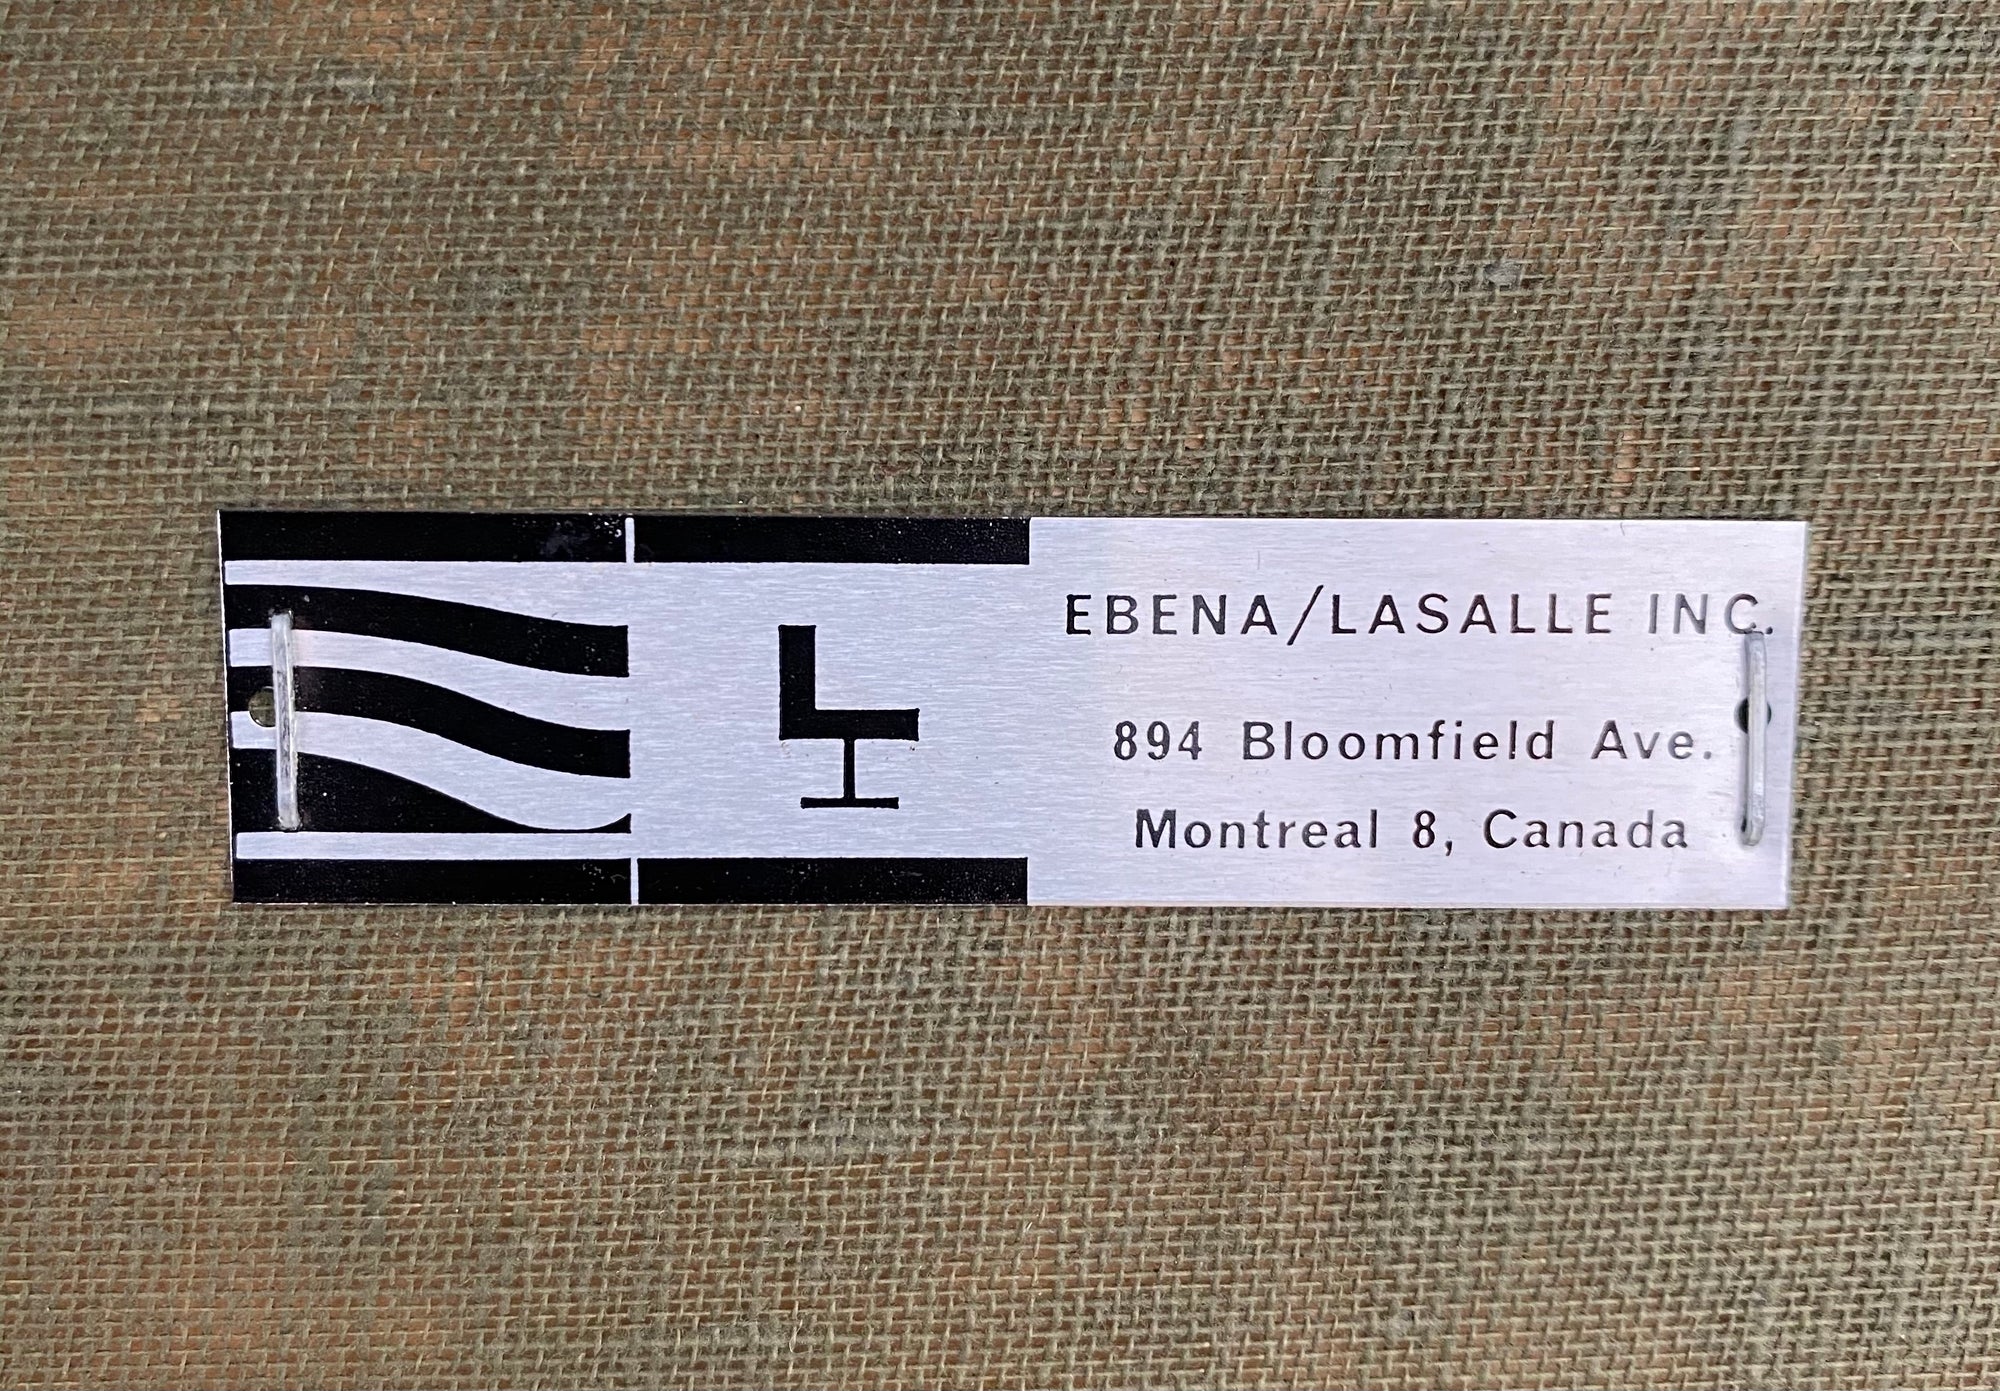 EBENA/LASALLE INC.
894 Bloomfield Ave.
Montreal 8, Canada